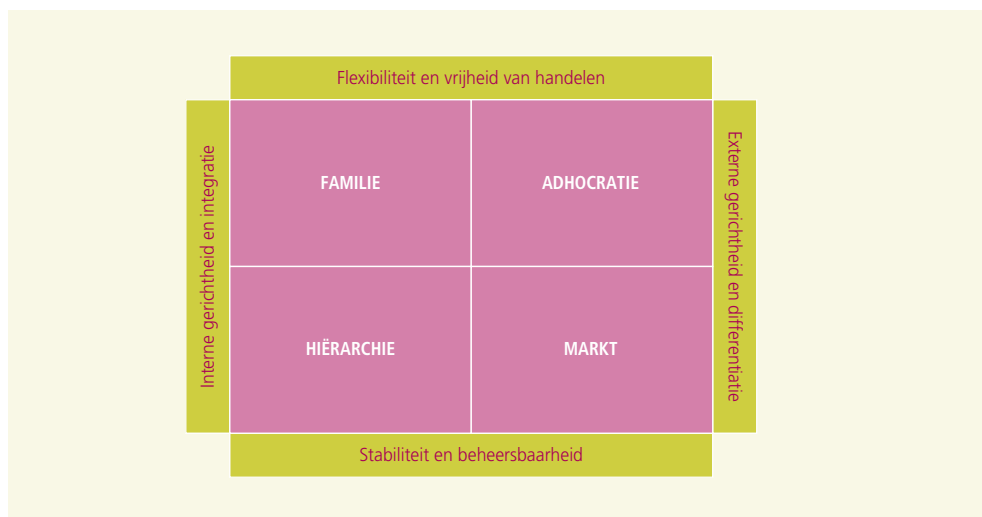 Flexibiliteit en vrijheid van handelen
Interne gerichtheid en integratie
FAMILIE
ADHOCRATIE
Externe gerichtheid en differentiatie
HIËRARCHIE
MARKT
Stabiliteit en beheersbaarheid